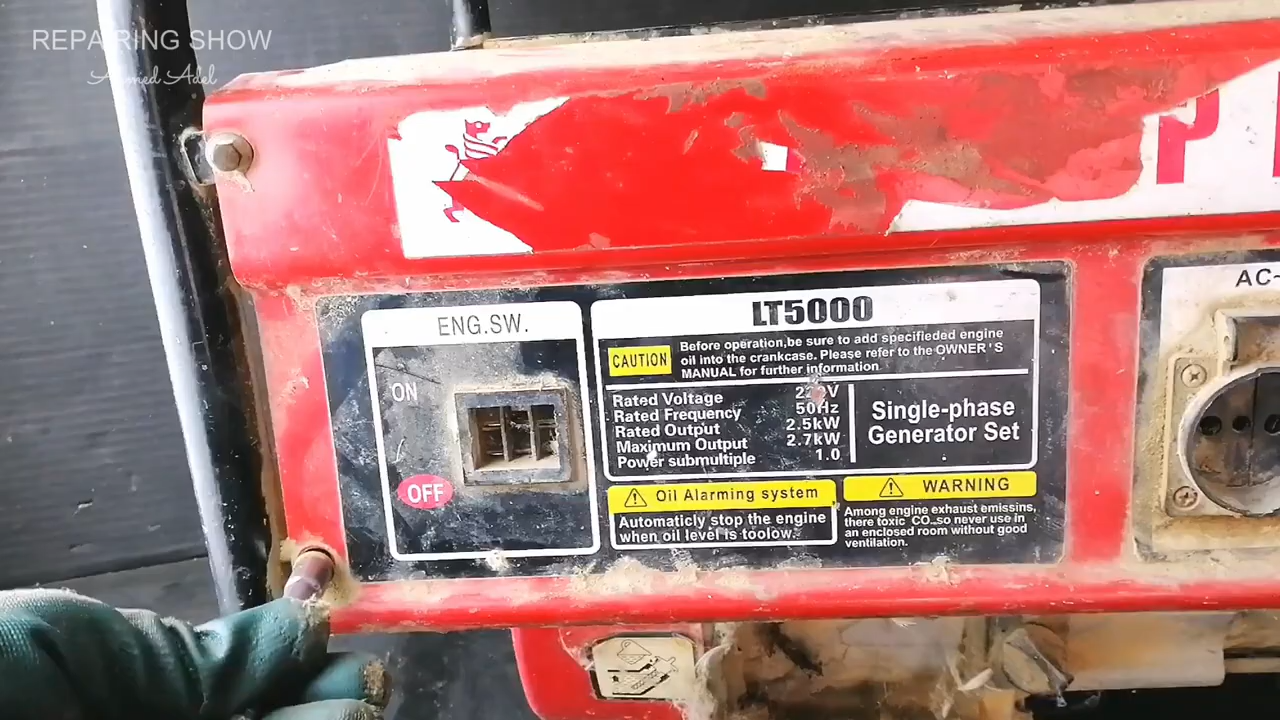 REPAIRING SHOW
Ahmed Adel
P
AC-
ENG.SW.
ON
OFF
LT5000
CAUTION
Before operation,be sure to add specifieded engine
oil into the crankcase. Please refer to the OWNER'S
MANUAL for further information
Rated Voltage 220V
Rated Frequency 50Hz
Rated Output 2.5kW
Maximum Output 2.7kW
Power submultiple 1.0
Single-phase
Generator Set
Oil Alarming system
Automaticly stop the engine
when oil level is toolow.
WARNING
Among engine exhaust emissins,
there toxic CO,so never use in
an enclosed room without good
ventilation.